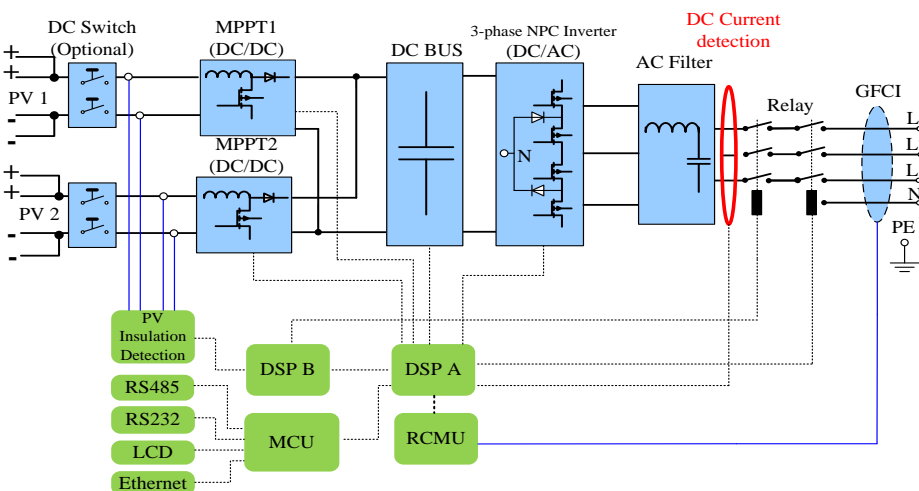 DC Switch
(Optional)
MPPT1
(DC/DC)
DC BUS
3-phase NPC Inverter
(DC/AC)
AC Filter
DC Current
detection
Relay
GFCI
+
+
PV 1
-
-
N
L
L
L
N
MPPT2
(DC/DC)
+
+
PV 2
-
-
PE
PV
Insulation
Detection
DSP B
DSP A
RS485
RS232
MCU
RCMU
LCD
Ethernet